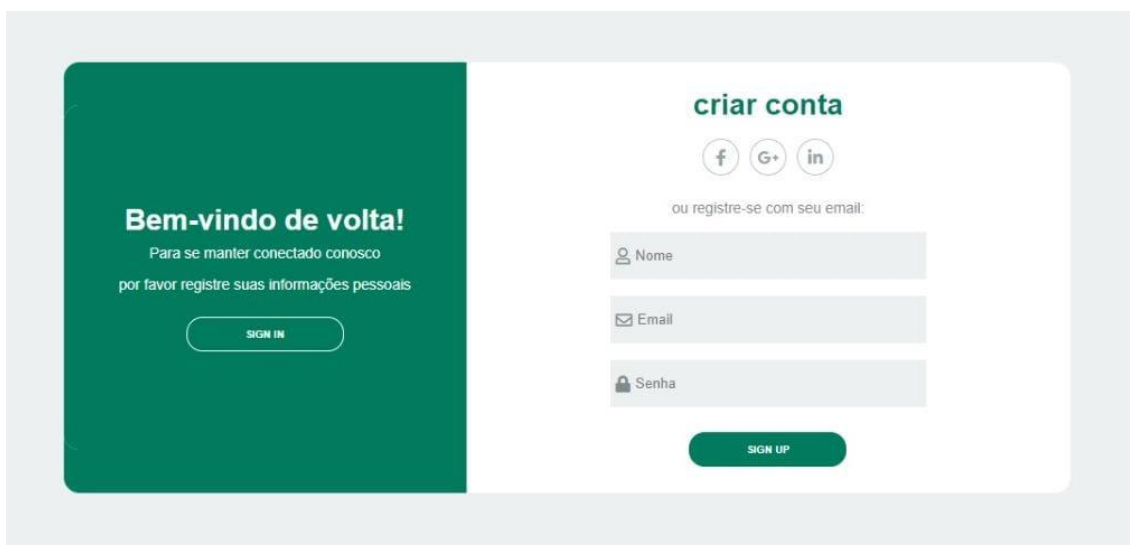 Bem-vindo de volta!
Para se manter conectado conosco
por favor registre suas informações pessoais
SIGN IN
criar conta
f G+ in
ou registre-se com seu email:
Nome
Email
Senha
SIGN UP